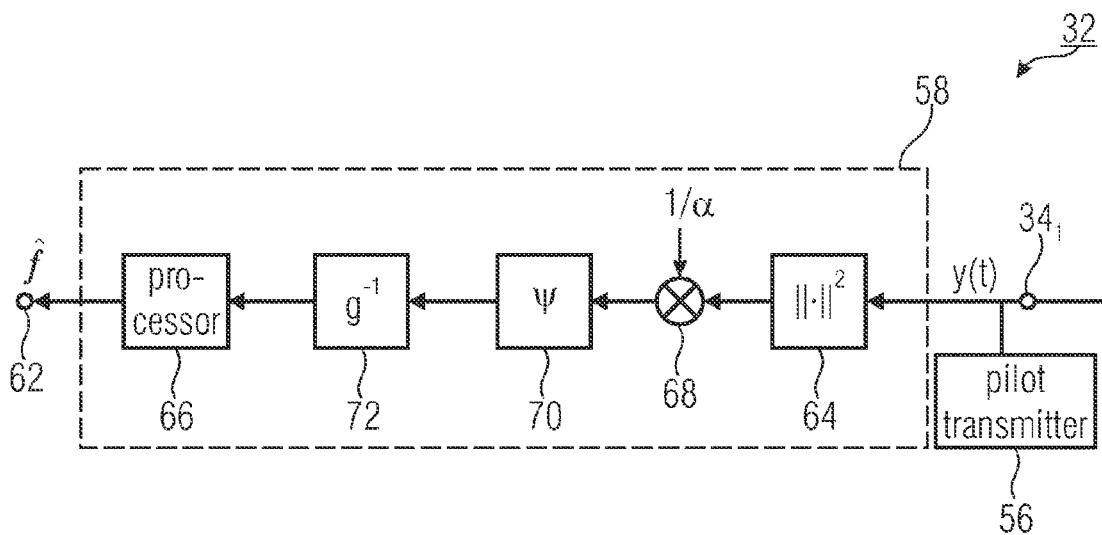 32
58
1/α
34₁
f̂
pro-
cessor
g⁻¹
Ψ
||·||²
y(t)
62
66
72
70
68
64
pilot
transmitter
56